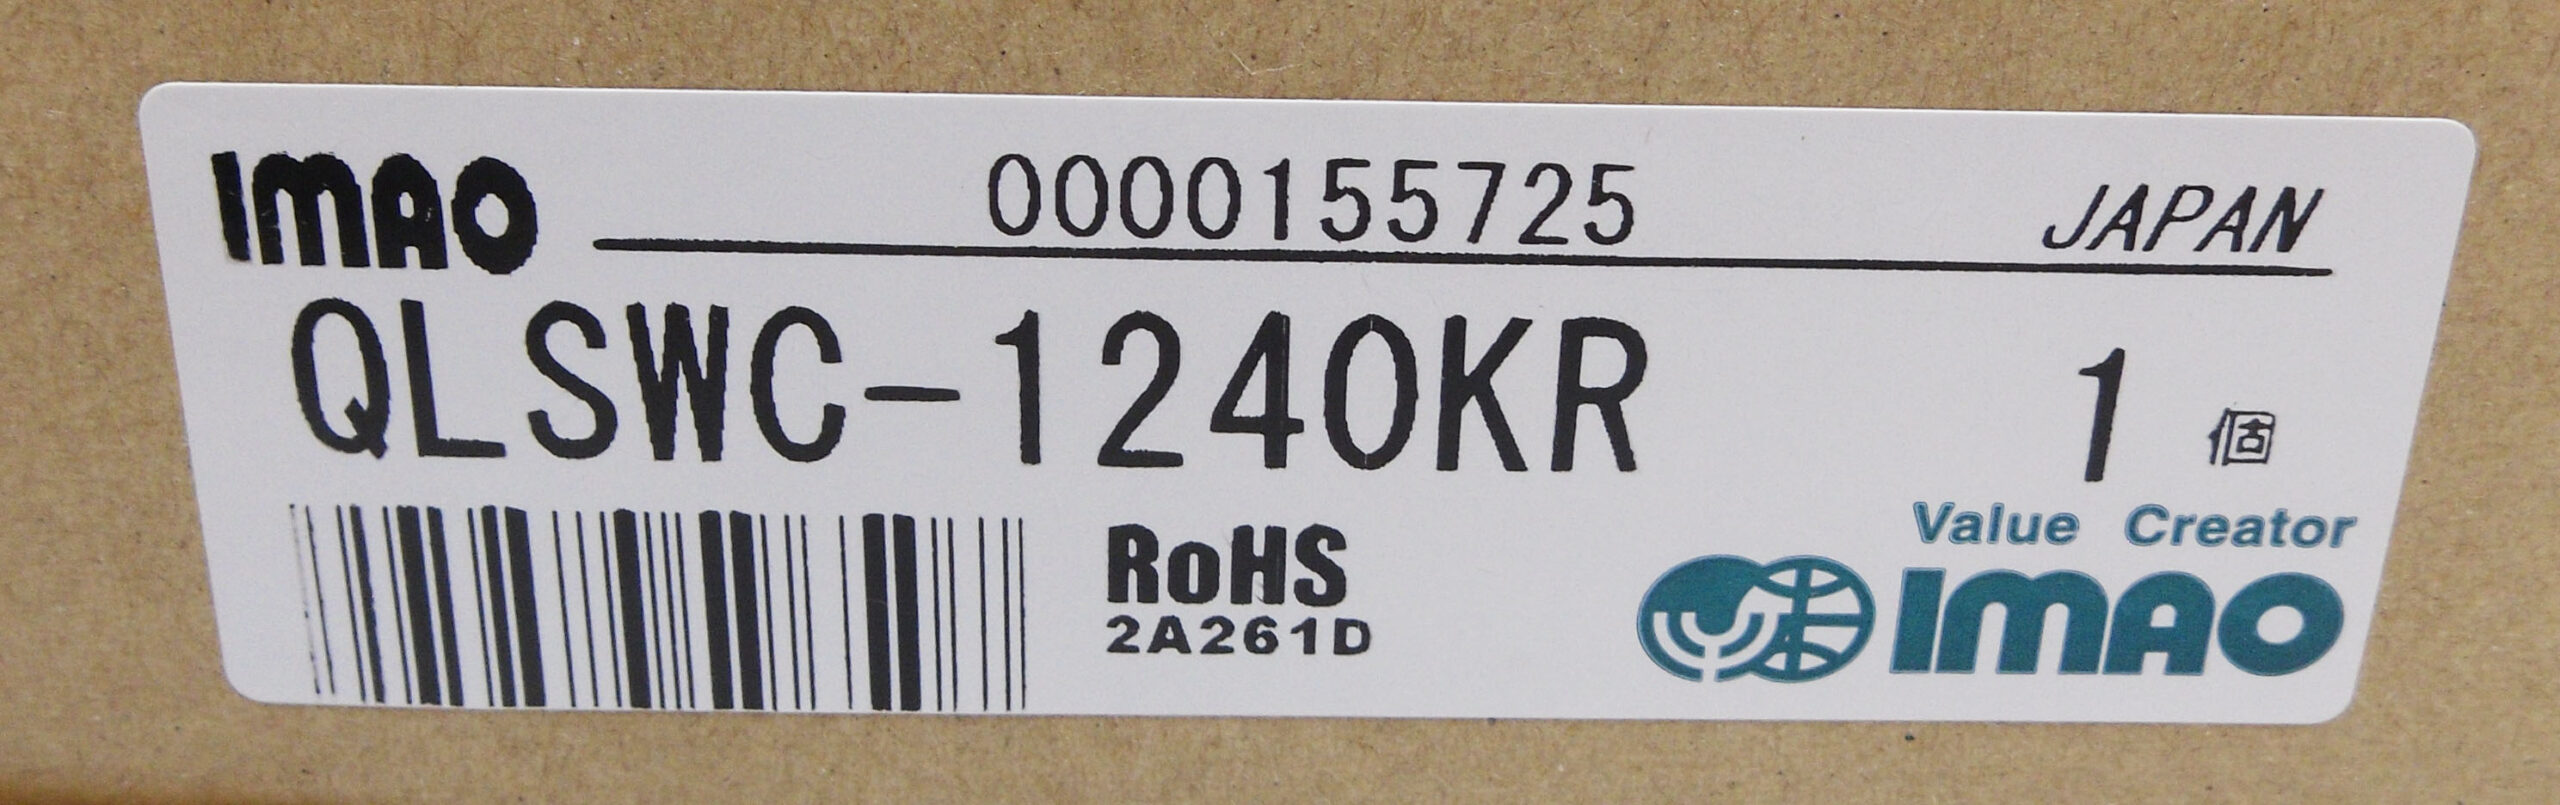 IMAO 0000155725 JAPAN
QLSWC-1240KR 1 個
RoHS
2A261D
Value Creator
IMAO